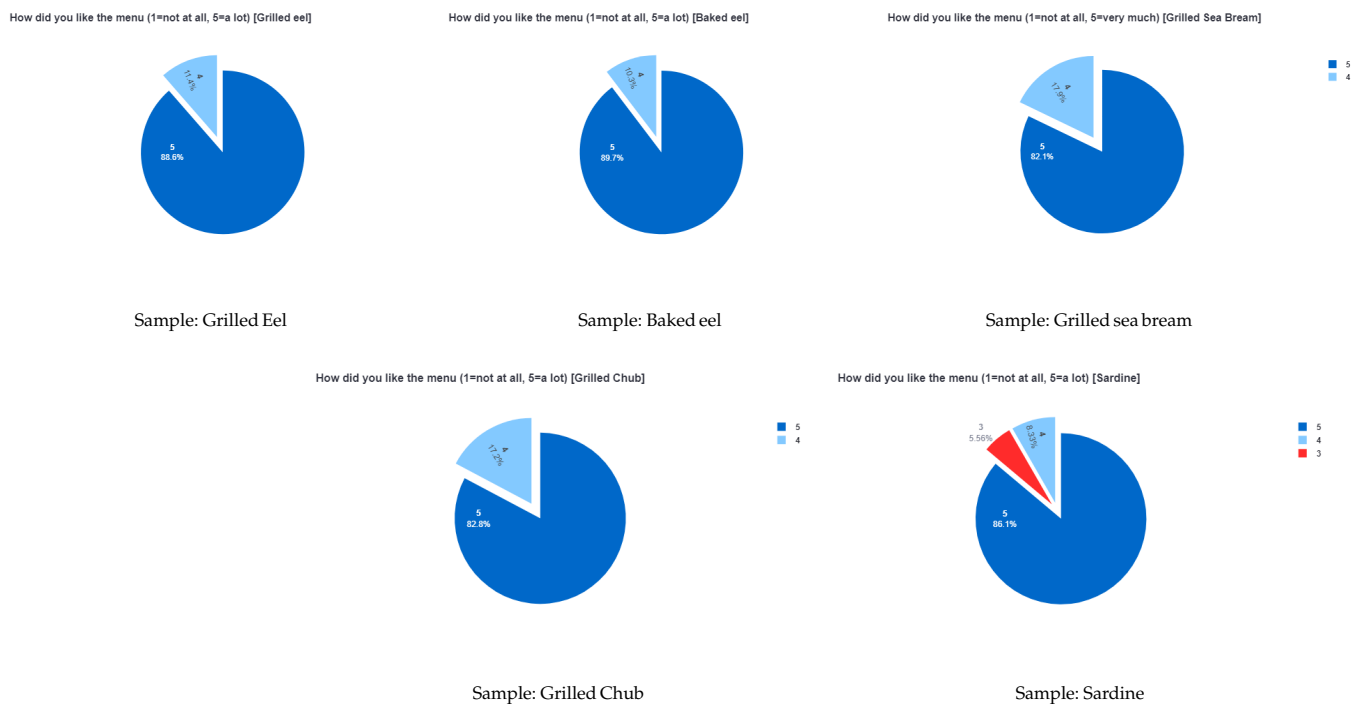 How did you like the menu (1=not at all, 5=a lot) [Grilled eel]
4
11.4%
5
88.6%
Sample: Grilled Eel
How did you like the menu (1=not at all, 5=a lot) [Baked eel]
4
10.3%
5
89.7%
Sample: Baked eel
How did you like the menu (1=not at all, 5=very much) [Grilled Sea Bream]
4
17.9%
5
82.1%
5
4
Sample: Grilled sea bream
How did you like the menu (1=not at all, 5=a lot) [Grilled Chub]
4
17.2%
5
82.8%
5
4
Sample: Grilled Chub
How did you like the menu (1=not at all, 5=a lot) [Sardine]
3
5.56%
4
8.33%
5
86.1%
5
4
3
Sample: Sardine